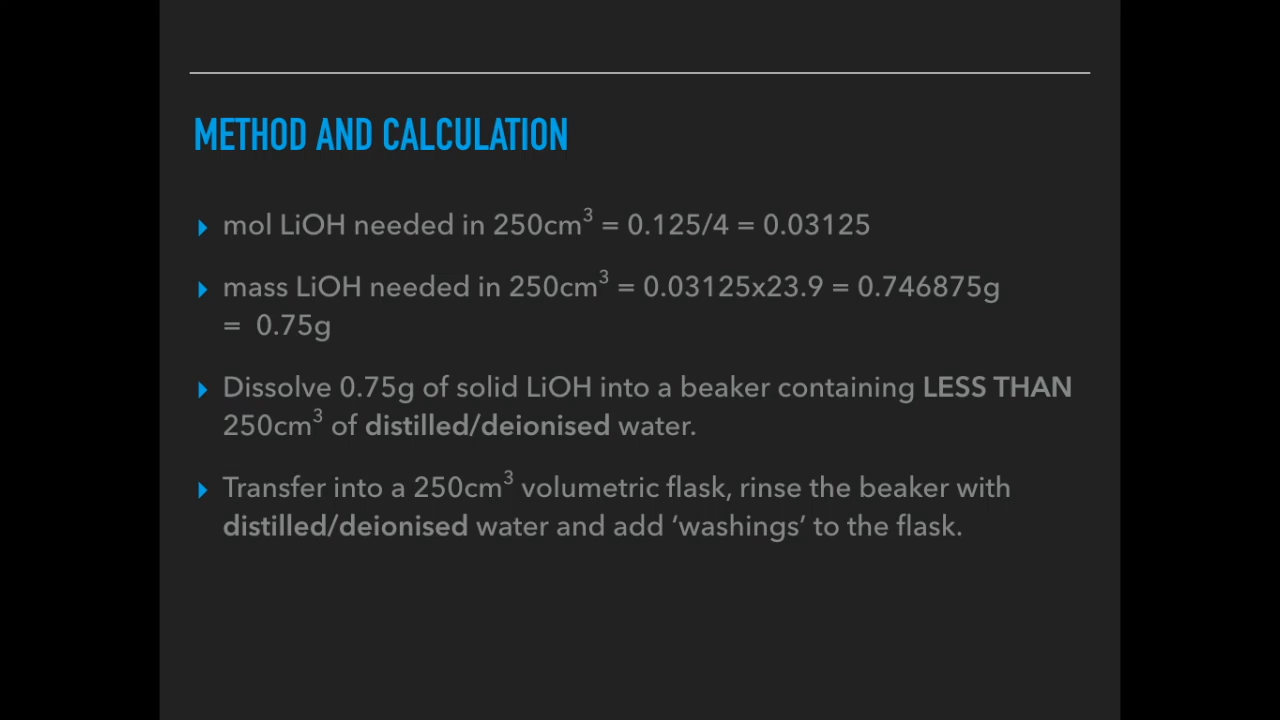 METHOD AND CALCULATION
mol LiOH needed in 250cm³ = 0.125/4 = 0.03125
mass LiOH needed in 250cm³ = 0.03125x23.9 = 0.746875g
= 0.75g
Dissolve 0.75g of solid LiOH into a beaker containing LESS THAN
250cm³ of distilled/deionised water.
Transfer into a 250cm³ volumetric flask, rinse the beaker with
distilled/deionised water and add ‘washings’ to the flask.